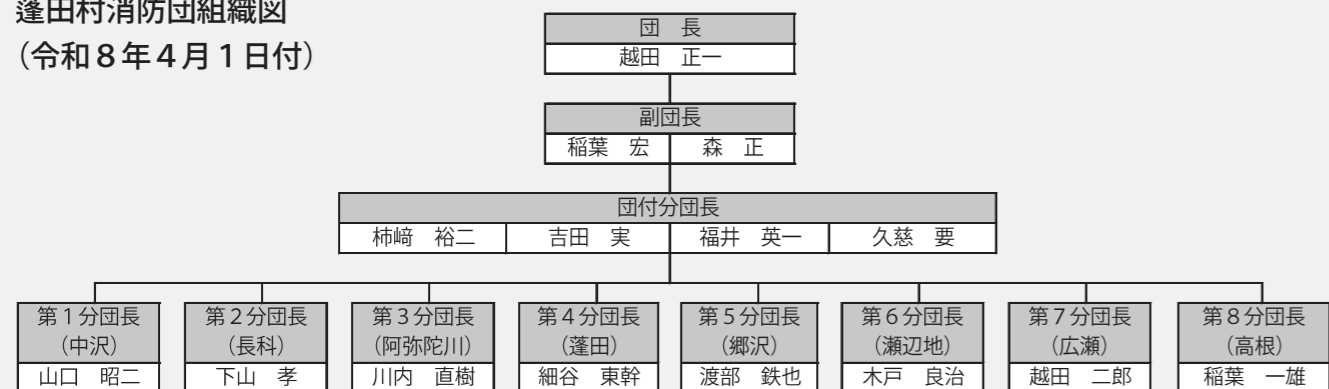 蓬田村消防団組織図
（令和８年４月１日付）
団　長
越田　正一
副団長
稲葉　宏　森　正
団付分団長
柿﨑　裕二　吉田　実　福井　英一　久慈　要
第１分団長　第２分団長　第３分団長　第４分団長　第５分団長　第６分団長　第７分団長　第８分団長
（中沢）　（長科）　（阿弥陀川）　（蓬田）　（郷沢）　（瀬辺地）　（広瀬）　（高根）
山口　昭二　下山　孝　川内　直樹　細谷　東幹　渡部　鉄也　木戸　良治　越田　二郎　稲葉　一雄